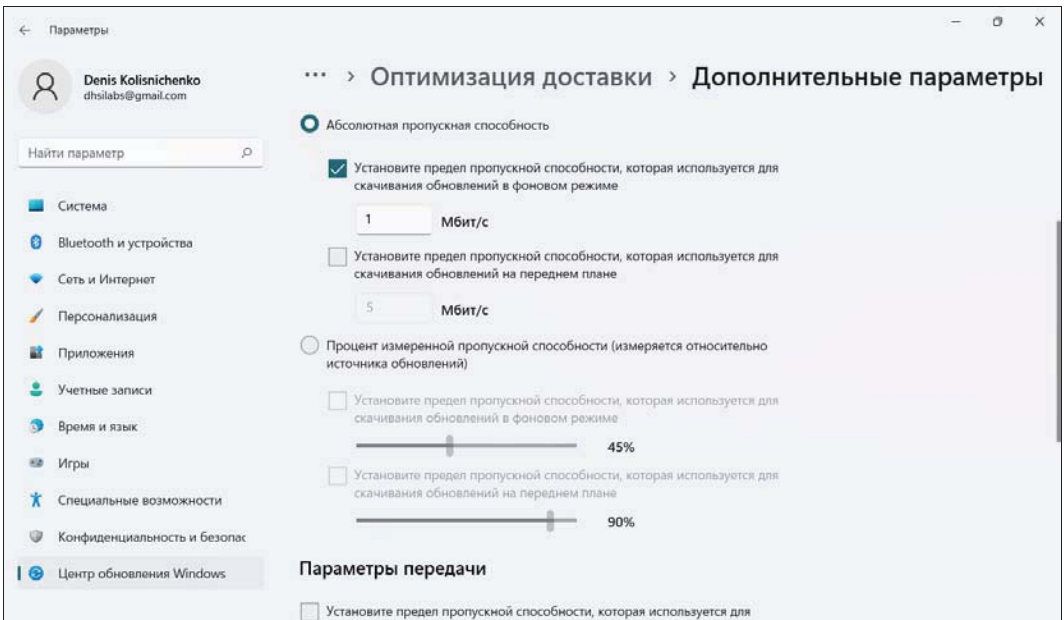 Параметры
Denis Kolisnichenko
dhsilabs@gmail.com
Найти параметр
Система
Bluetooth и устройства
Сеть и Интернет
Персонализация
Приложения
Учетные записи
Время и язык
Игры
Специальные возможности
Конфиденциальность и безопас
Центр обновления Windows
... > Оптимизация доставки > Дополнительные параметры
Абсолютная пропускная способность
Установите предел пропускной способности, которая используется для
скачивания обновлений в фоновом режиме
1 Мбит/с
Установите предел пропускной способности, которая используется для
скачивания обновлений на переднем плане
5 Мбит/с
Процент измеренной пропускной способности (измеряется относительно
источника обновлений)
Установите предел пропускной способности, которая используется для
скачивания обновлений в фоновом режиме
45%
Установите предел пропускной способности, которая используется для
скачивания обновлений на переднем плане
90%
Параметры передачи
Установите предел пропускной способности, которая используется для